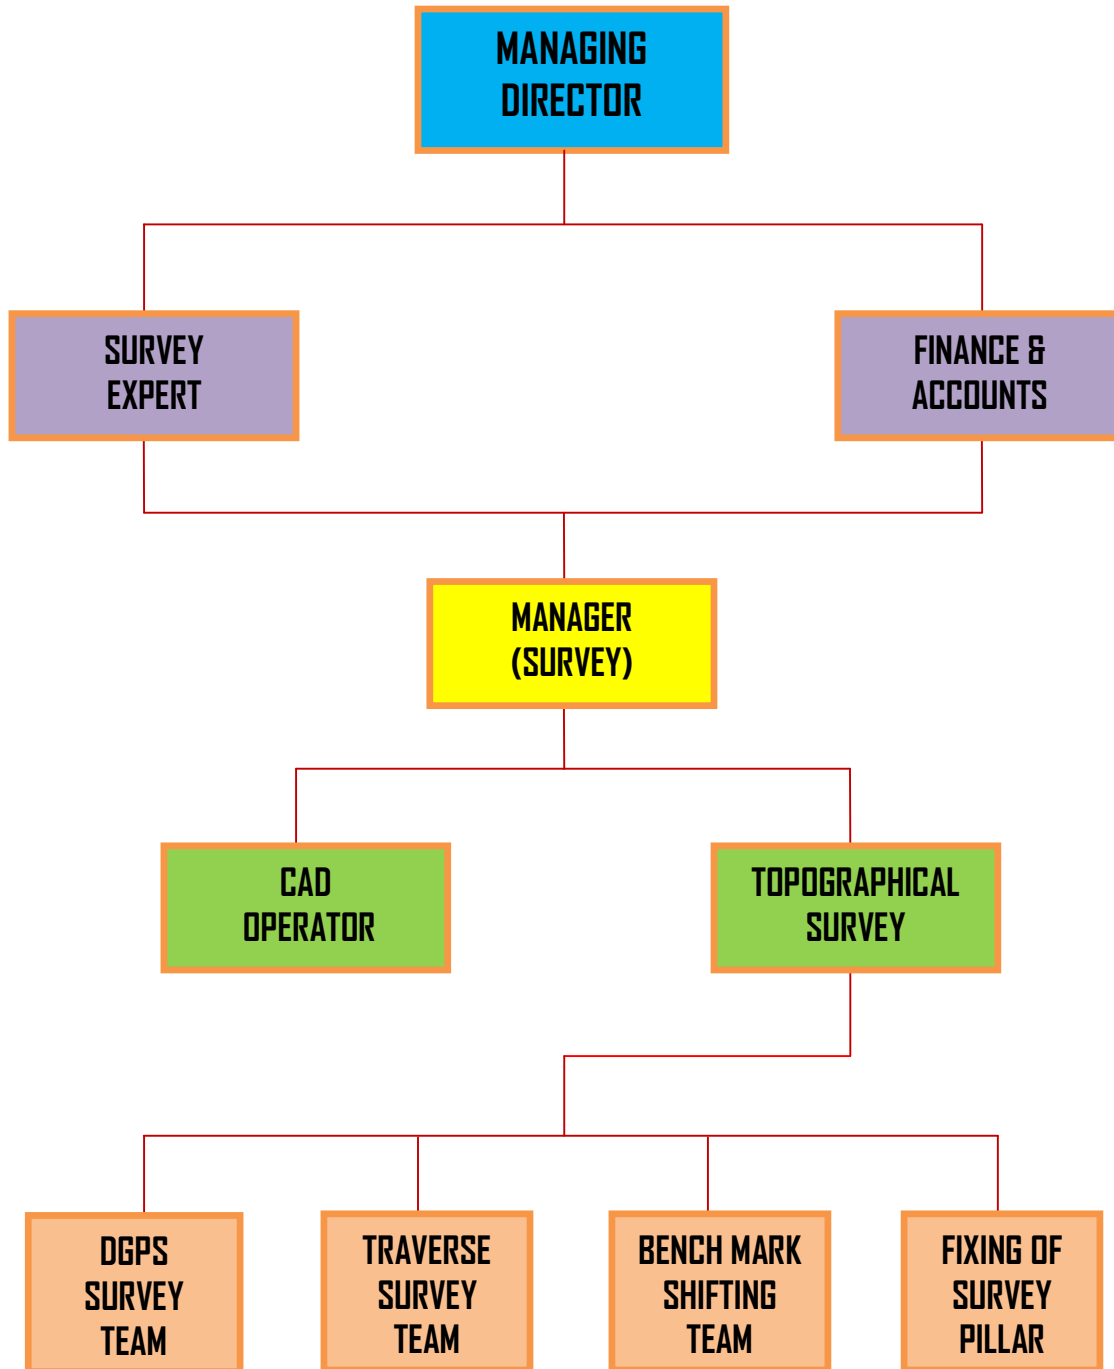 MANAGING
DIRECTOR
SURVEY
EXPERT
FINANCE &
ACCOUNTS
MANAGER
(SURVEY)
CAD
OPERATOR
TOPOGRAPHICAL
SURVEY
DGPS
SURVEY
TEAM
TRAVERSE
SURVEY
TEAM
BENCH MARK
SHIFTING
TEAM
FIXING OF
SURVEY
PILLAR